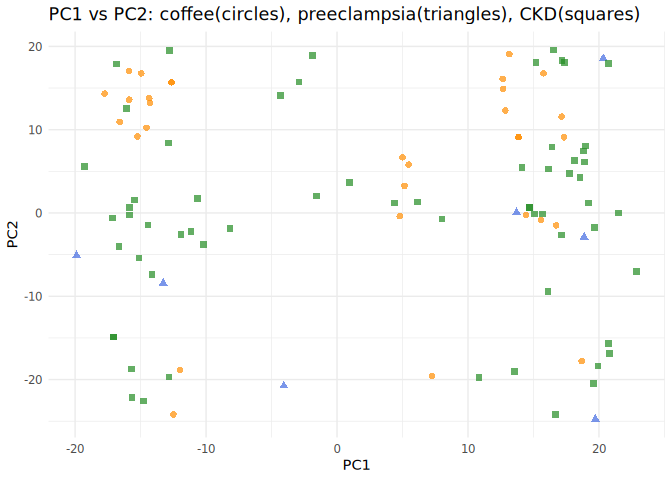 PC1 vs PC2: coffee(circles), preeclampsia(triangles), CKD(squares)
20
10
0
-10
-20
PC2
-20 -10 0 10 20
PC1